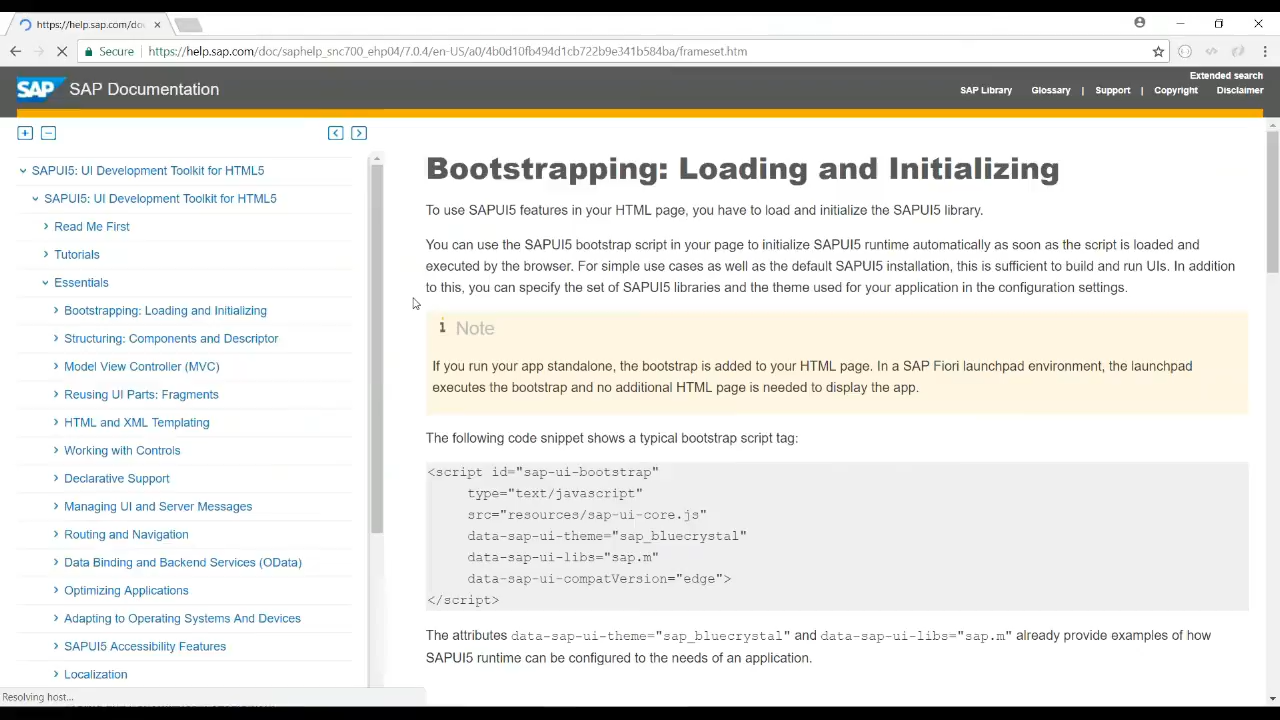 https://help.sap.com/do
Secure
https://help.sap.com/doc/saphelp_snc700_ehp04/7.0.4/en-US/a0/4b0d10fb494d1cb722b9e341b584ba/frameset.htm
Extended search
SAP SAP Documentation
SAP Library Glossary | Support | Copyright Disclaimer
SAPUI5: UI Development Toolkit for HTML5
SAPUI5: UI Development Toolkit for HTML5
Read Me First
Tutorials
Essentials
Bootstrapping: Loading and Initializing
Structuring: Components and Descriptor
Model View Controller (MVC)
Reusing UI Parts: Fragments
HTML and XML Templating
Working with Controls
Declarative Support
Managing UI and Server Messages
Routing and Navigation
Data Binding and Backend Services (OData)
Optimizing Applications
Adapting to Operating Systems And Devices
SAPUI5 Accessibility Features
Localization
Resolving host...
Bootstrapping: Loading and Initializing
To use SAPUI5 features in your HTML page, you have to load and initialize the SAPUI5 library.
You can use the SAPUI5 bootstrap script in your page to initialize SAPUI5 runtime automatically as soon as the script is loaded and
executed by the browser. For simple use cases as well as the default SAPUI5 installation, this is sufficient to build and run UIs. In addition
to this, you can specify the set of SAPUI5 libraries and the theme used for your application in the configuration settings.
i Note
If you run your app standalone, the bootstrap is added to your HTML page. In a SAP Fiori launchpad environment, the launchpad
executes the bootstrap and no additional HTML page is needed to display the app.
The following code snippet shows a typical bootstrap script tag:
<script id="sap-ui-bootstrap"
type="text/javascript"
src="resources/sap-ui-core.js"
data-sap-ui-theme="sap_bluecrystal"
data-sap-ui-libs="sap.m"
data-sap-ui-compatVersion="edge">
</script>
The attributes data-sap-ui-theme="sap_bluecrystal" and data-sap-ui-libs="sap.m" already provide examples of how
SAPUI5 runtime can be configured to the needs of an application.